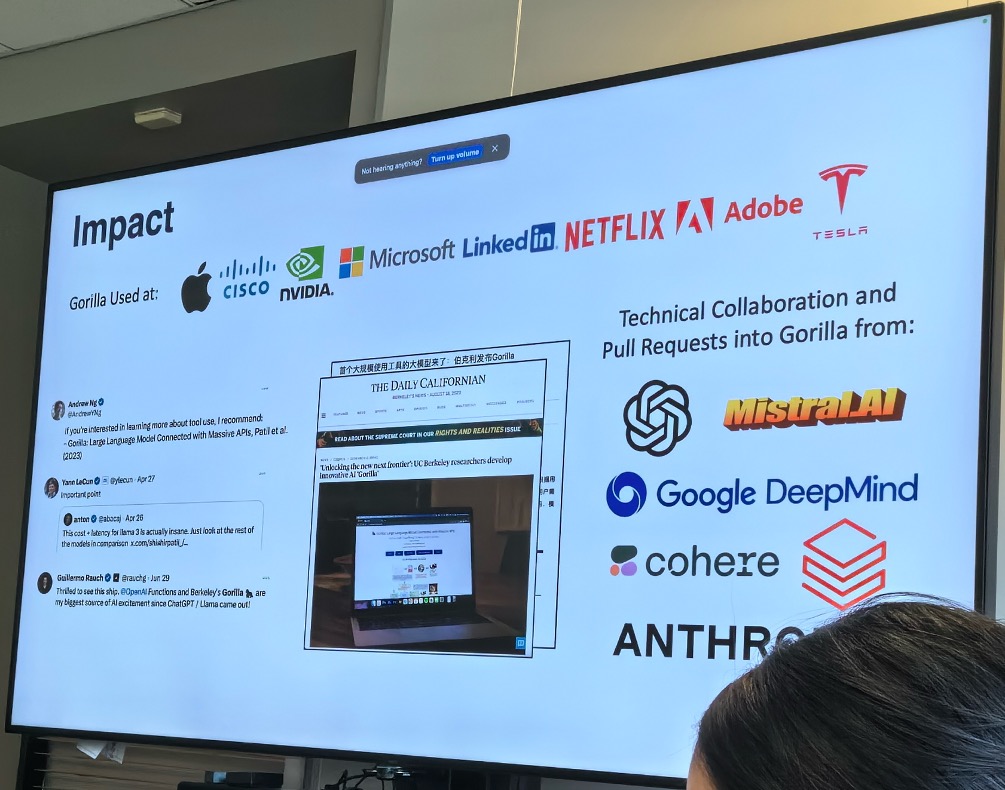 Not hearing anything? Turn up volume
Impact
Gorilla Used at:
CISCO
NVIDIA.
Microsoft
Linked in
NETFLIX
Adobe
TESLA
Technical Collaboration and
Pull Requests into Gorilla from:
Andrew Ng
@AndrewYNg
If you're interested in learning more about tool use, I recommend:
- Gorilla: Large Language Model Connected with Massive APIs, Patil et al.
(2023)
Yann LeCun @ylecun · Apr 27
Important point
anton @abacaj · Apr 26
This cost + latency for llama 3 is actually insane. Just look at the rest of
the models in comparison x.com/shishirpatil_/...
Guillermo Rauch @rauchg · Jun 29
Thrilled to see this ship. @OpenAI Functions and Berkeley's Gorilla 🦍 are
my biggest source of AI excitement since ChatGPT / Llama came out!
首个大规模使用工具的大模型来了：伯克利发布Gorilla
THE DAILY CALIFORNIAN
READ ABOUT THE SUPREME COURT IN OUR RIGHTS AND REALITIES ISSUE
'Unlocking the new next frontier': UC Berkeley researchers develop
innovative AI 'Gorilla'
Mistral.AI
Google DeepMind
cohere
ANTHRO